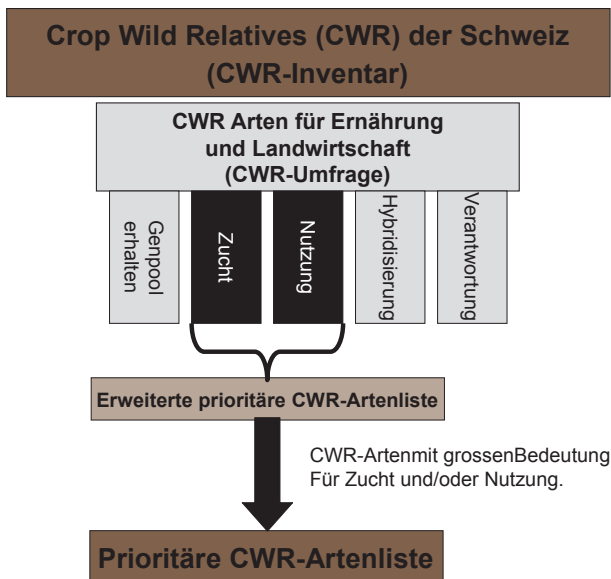 Crop Wild Relatives (CWR) der Schweiz
(CWR-Inventar)
CWR Arten für Ernährung
und Landwirtschaft
(CWR-Umfrage)
Genpool
erhalten
Zucht
Nutzung
Hybridisierung
Verantwortung
Erweiterte prioritäre CWR-Artenliste
CWR-Artenmit grossenBedeutung
Für Zucht und/oder Nutzung.
Prioritäre CWR-Artenliste